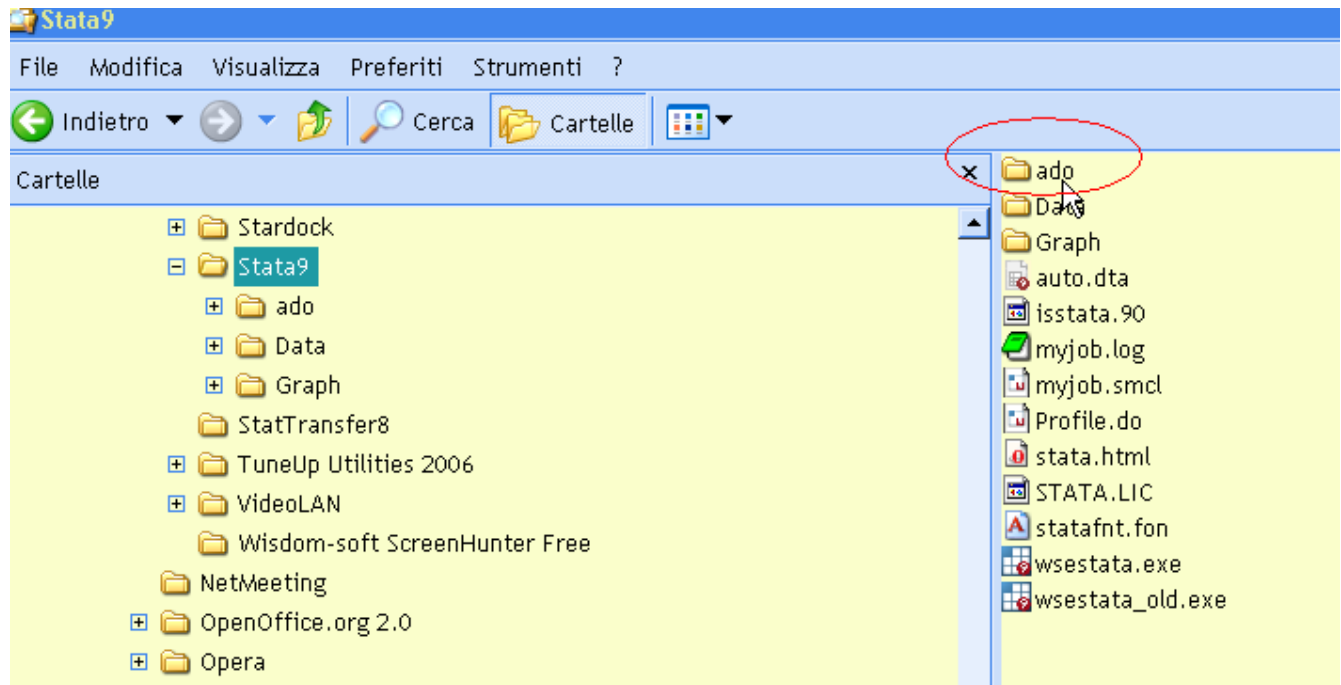 Stata9
File Modifica Visualizza Preferiti Strumenti ?
Indietro Cerca Cartelle
Cartelle
Stardock
Stata9
ado
Data
Graph
StatTransfer8
TuneUp Utilities 2006
VideoLAN
Wisdom-soft ScreenHunter Free
NetMeeting
OpenOffice.org 2.0
Opera
ado
Data
Graph
auto.dta
isstata.90
myjob.log
myjob.smcl
Profile.do
stata.html
STATA.LIC
statafnt.fon
wsestata.exe
wsestata_old.exe